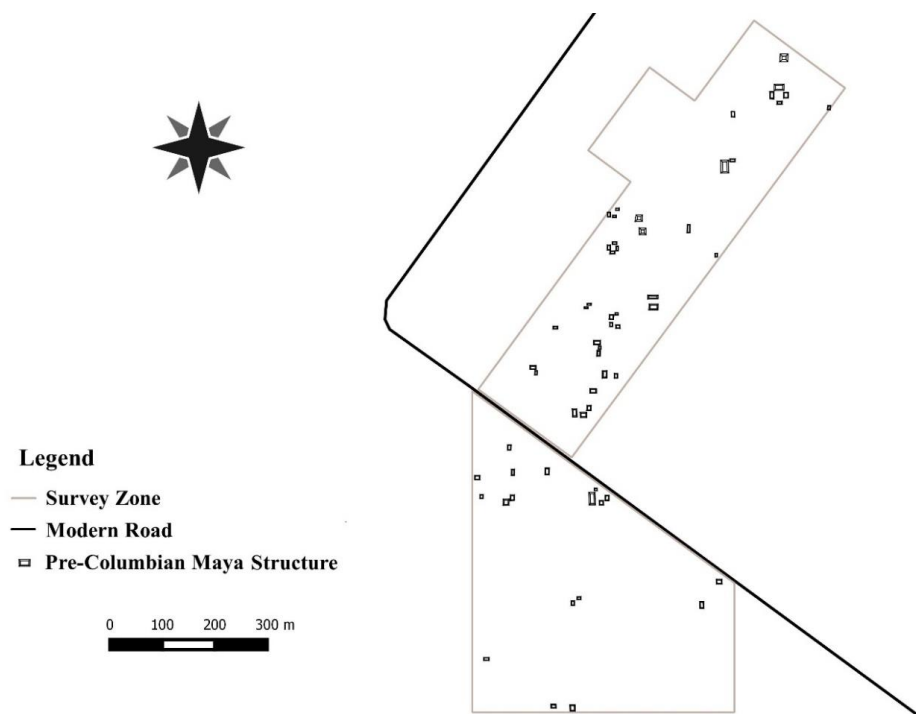 Legend
Survey Zone
Modern Road
Pre-Columbian Maya Structure
0 100 200 300 m